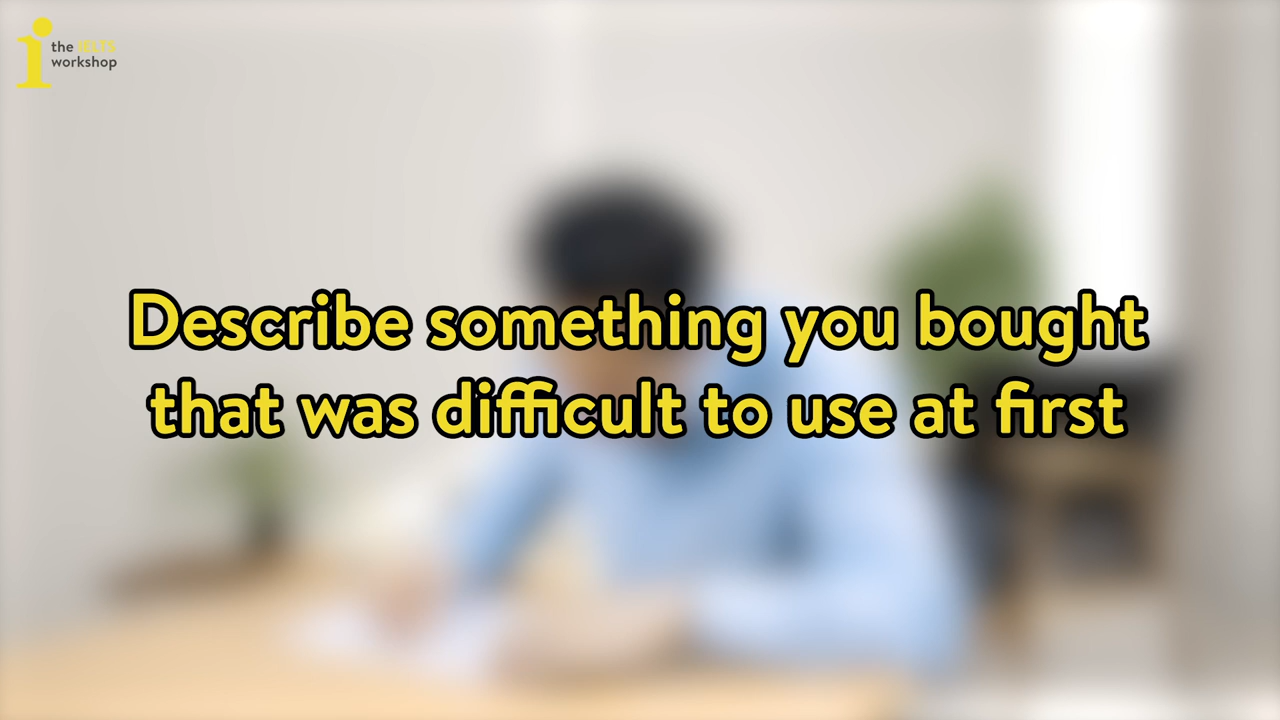 the IELTS
workshop
Describe something you bought
that was difficult to use at first